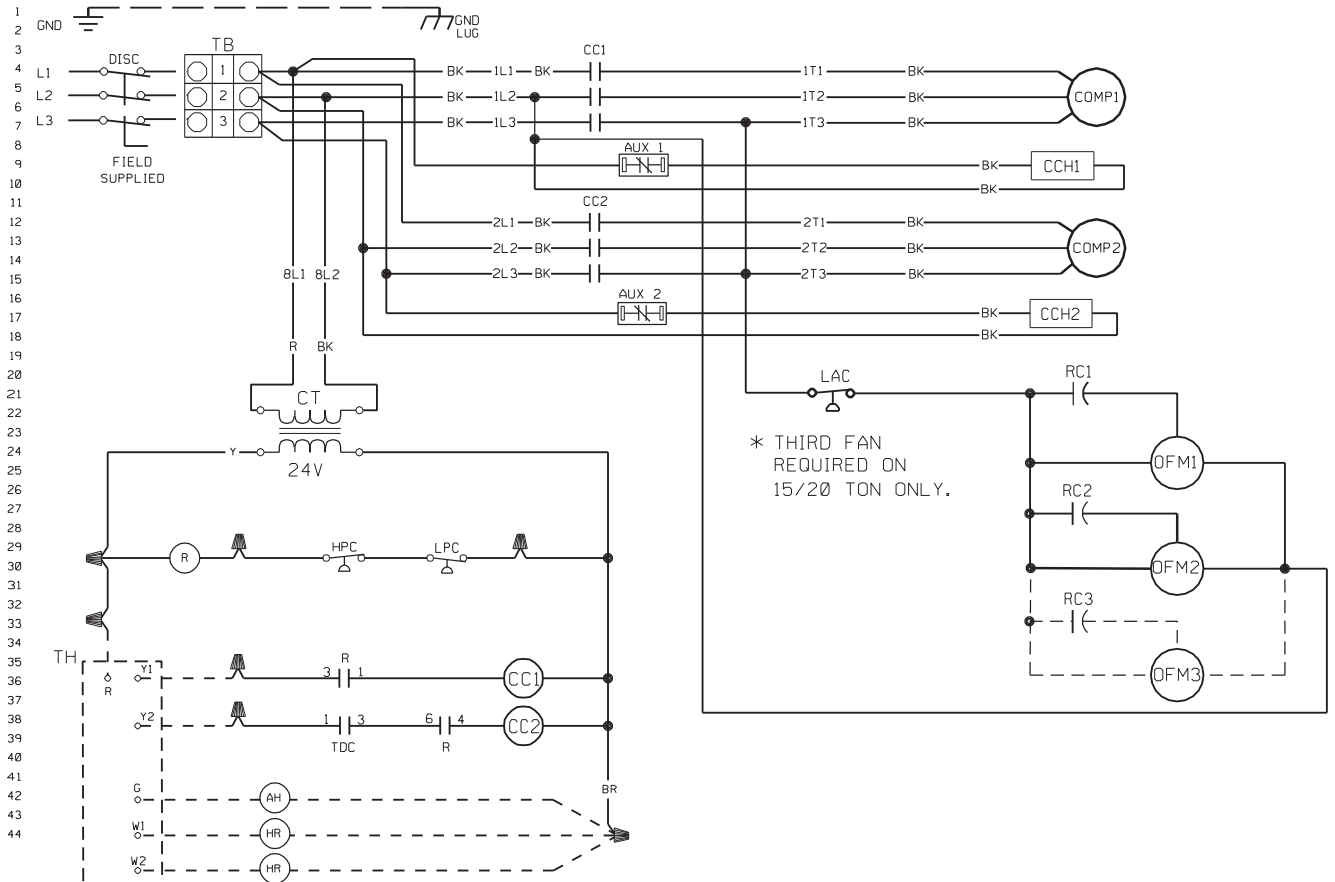 1
2
3
4
5
6
7
8
9
10
11
12
13
14
15
16
17
18
19
20
21
22
23
24
25
26
27
28
29
30
31
32
33
34
35
36
37
38
39
40
41
42
43
44
GND
GND
LUG
DISC
TB
CC1
L1
1
BK
1L1
BK
1T1
BK
L2
2
BK
1L2
1T2
BK
COMP1
L3
3
BK
1L3
1T3
BK
FIELD
SUPPLIED
AUX 1
BK
CCH1
BK
CC2
2L1
BK
2T1
BK
2L2
BK
2T2
BK
COMP2
2L3
BK
2T3
BK
8L1
8L2
AUX 2
BK
CCH2
BK
R
BK
CT
LAC
RC1
Y
24V
* THIRD FAN
REQUIRED ON
15/20 TON ONLY.
OFM1
RC2
OFM2
RC3
OFM3
R
HPC
LPC
TH
R
Y1
3
R
1
CC1
Y2
1
3
TDC
6
4
R
CC2
BR
G
AH
W1
HR
W2
HR